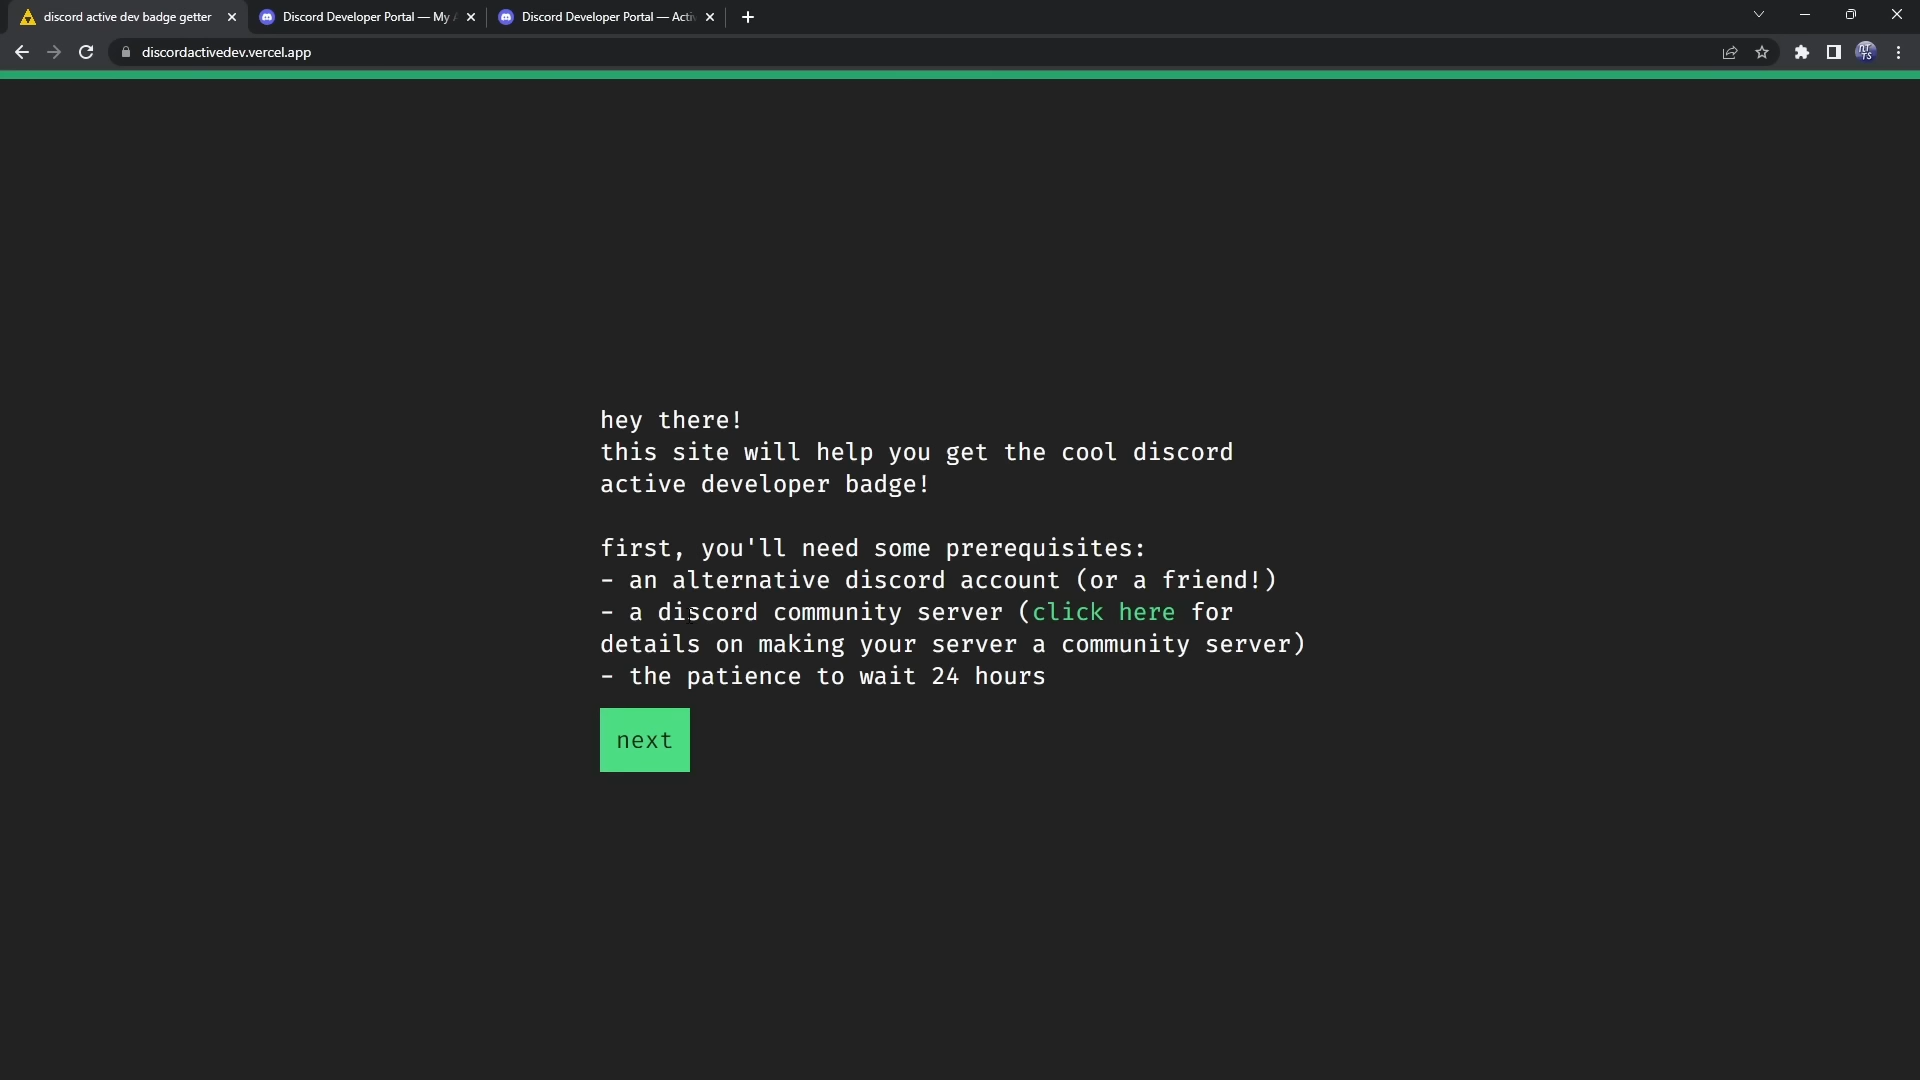 discord active dev badge getter
Discord Developer Portal — My
Discord Developer Portal — Acti
discordactivedev.vercel.app
hey there!
this site will help you get the cool discord
active developer badge!
first, you'll need some prerequisites:
- an alternative discord account (or a friend!)
- a discord community server (click here for
details on making your server a community server)
- the patience to wait 24 hours
next